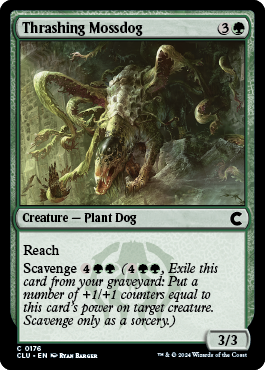 Thrashing Mossdog 3
Creature — Plant Dog
Reach
Scavenge 4 (4, Exile this
card from your graveyard: Put a
number of +1/+1 counters equal to
this card's power on target creature.
Scavenge only as a sorcery.)
3/3
C 0176
CLU • EN Ryan Barger ™ & © 2024 Wizards of the Coast